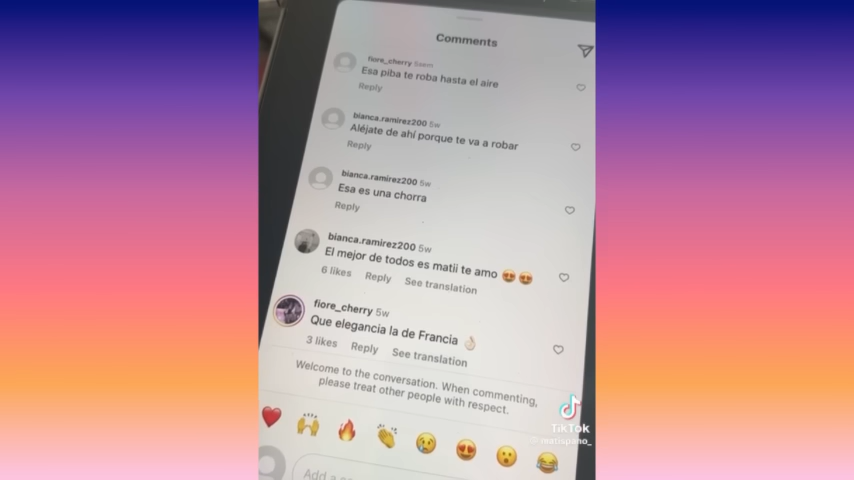 Comments
fiore_cherry 5sem
Esa piba te roba hasta el aire
Reply
bianca.ramirez200 5w
Aléjate de ahí porque te va a robar
Reply
bianca.ramirez200 5w
Esa es una chorra
Reply
bianca.ramirez200 5w
El mejor de todos es matii te amo 😍😍
6 likes Reply See translation
fiore_cherry 5w
Que elegancia la de Francia 👌🏻
3 likes Reply See translation
Welcome to the conversation. When commenting,
please treat other people with respect.
Add a
TikTok